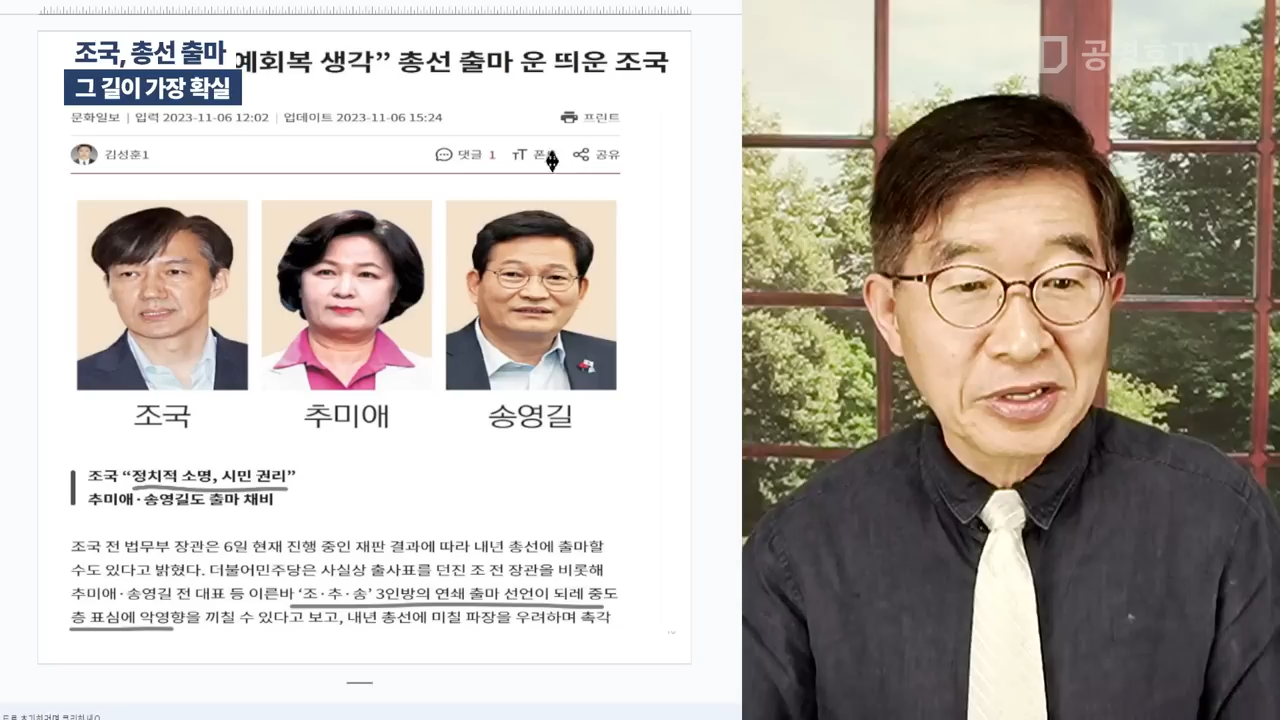 조국, 총선 출마
그 길이 가장 확실
예회복 생각” 총선 출마 운 띄운 조국
문화일보 | 입력 2023-11-06 12:02 | 업데이트 2023-11-06 15:24
프린트
김성훈1
댓글 1
공유
조국
추미애
송영길
조국 “정치적 소명, 시민 권리”
추미애·송영길도 출마 채비
조국 전 법무부 장관은 6일 현재 진행 중인 재판 결과에 따라 내년 총선에 출마할
수도 있다고 밝혔다. 더불어민주당은 사실상 출사표를 던진 조 전 장관을 비롯해
추미애·송영길 전 대표 등 이른바 ‘조·추·송’ 3인방의 연쇄 출마 선언이 되레 중도
층 표심에 악영향을 끼칠 수 있다고 보고, 내년 총선에 미칠 파장을 우려하며 촉각